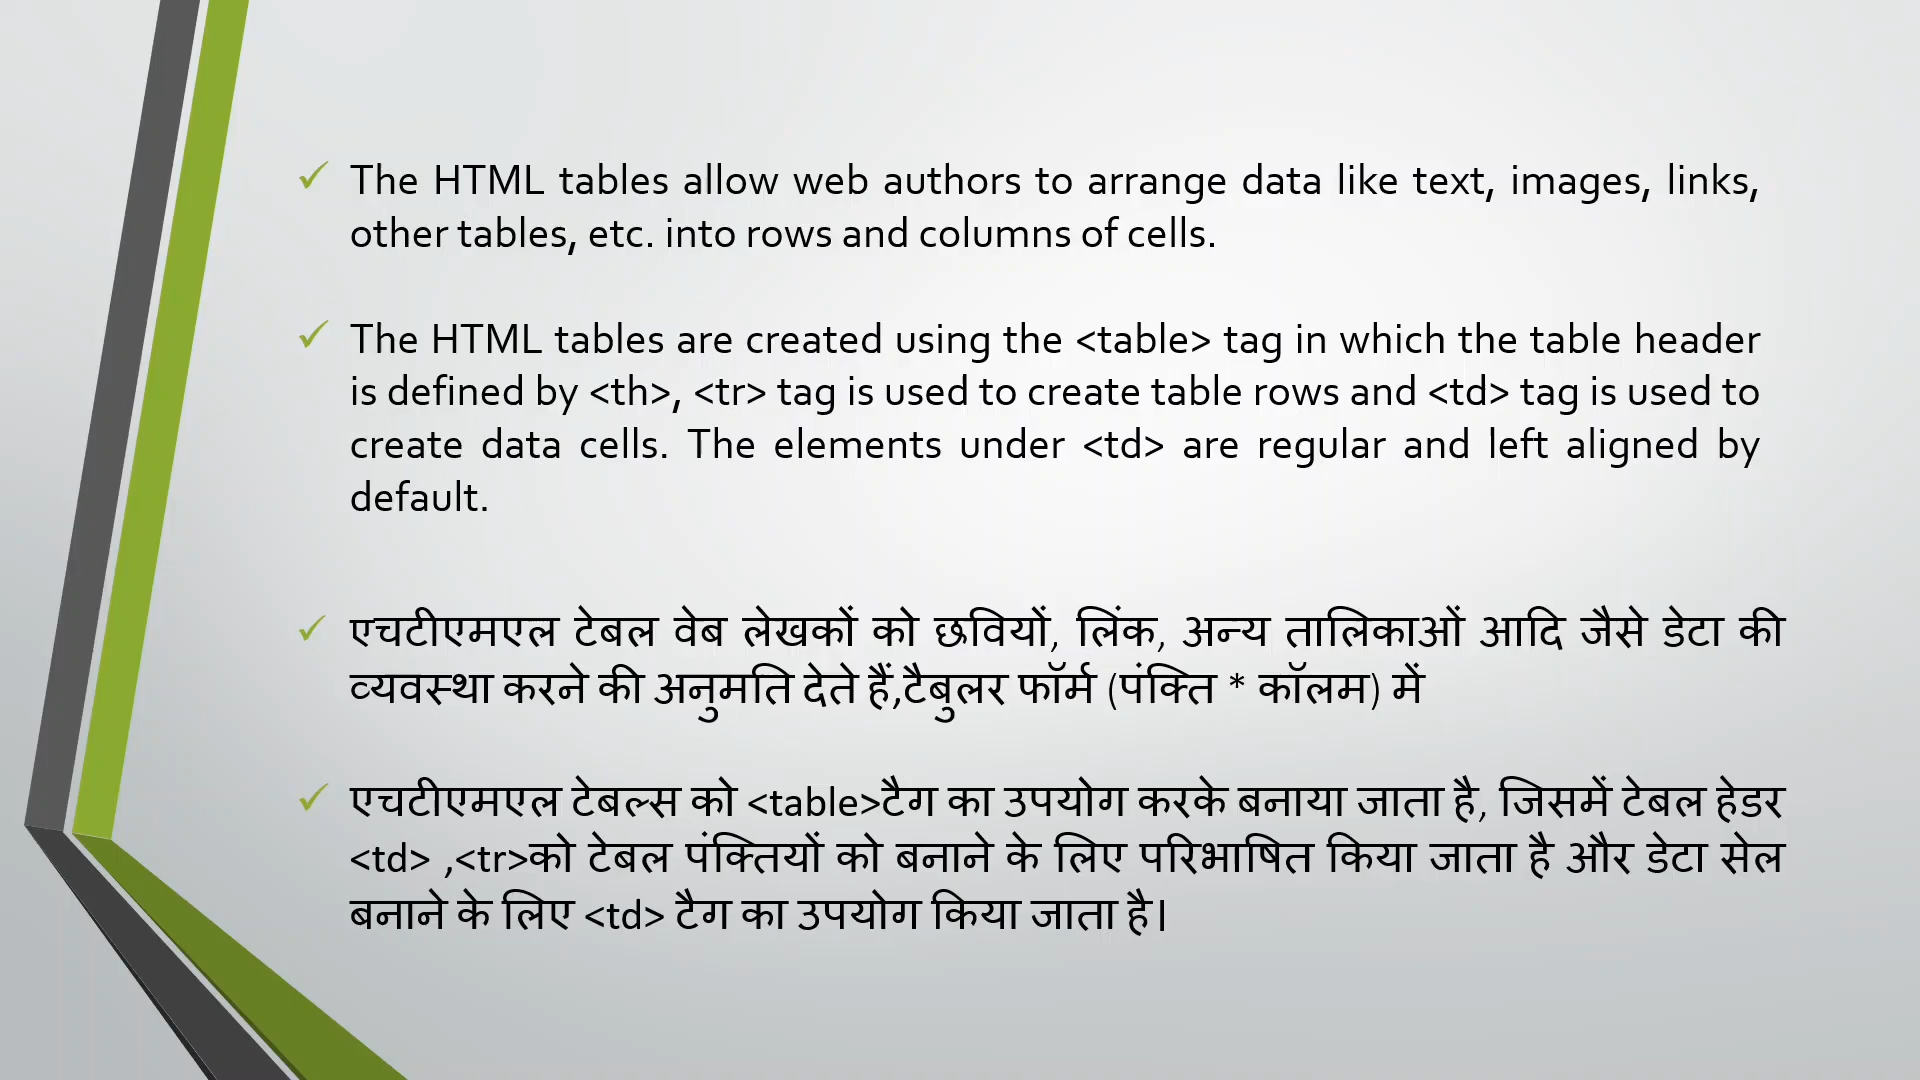 The HTML tables allow web authors to arrange data like text, images, links,
other tables, etc. into rows and columns of cells.
The HTML tables are created using the <table> tag in which the table header
is defined by <th>, <tr> tag is used to create table rows and <td> tag is used to
create data cells. The elements under <td> are regular and left aligned by
default.
एचटीएमएल टेबल वेब लेखकों को छवियों, लिंक, अन्य तालिकाओं आदि जैसे डेटा की
व्यवस्था करने की अनुमति देते हैं,टैबुलर फॉर्म (पंक्ति * कॉलम) में
एचटीएमएल टेबल्स को <table>टैग का उपयोग करके बनाया जाता है, जिसमें टेबल हेडर
<td> ,<tr>को टेबल पंक्तियों को बनाने के लिए परिभाषित किया जाता है और डेटा सेल
बनाने के लिए <td> टैग का उपयोग किया जाता है।